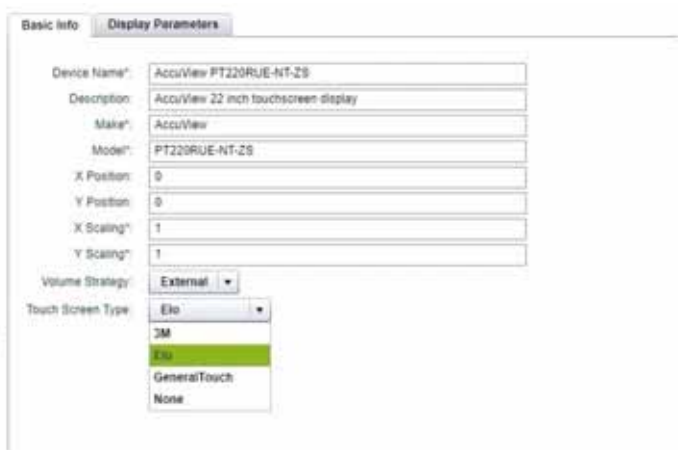 Basic Info Display Parameters
Device Name*: AccuView PT220RUE-NT-ZS
Description: AccuView 22 inch touchscreen display
Make*: AccuView
Model*: PT229RUE-NT-ZS
X Position: 0
Y Position: 0
X Scaling*: 1
Y Scaling*: 1
Volume Strategy: External
Touch Screen Type: Elo
3M
Elo
GeneralTouch
None